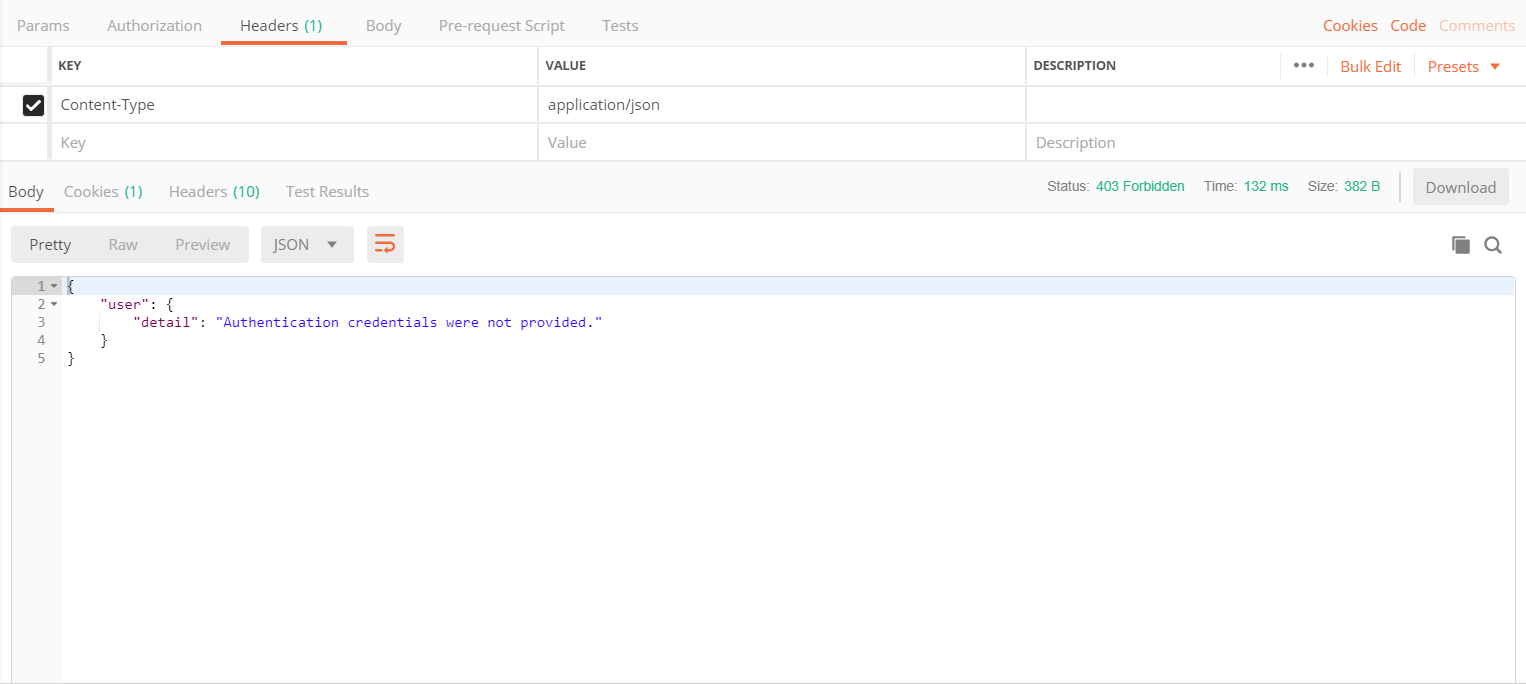 Params Authorization Headers (1) Body Pre-request Script Tests Cookies Code Comments
KEY VALUE DESCRIPTION ••• Bulk Edit Presets
Content-Type application/json
Key Value Description
Body Cookies (1) Headers (10) Test Results Status: 403 Forbidden Time: 132 ms Size: 382 B Download
Pretty Raw Preview JSON
1 {
2 "user": {
3 "detail": "Authentication credentials were not provided."
4 }
5 }